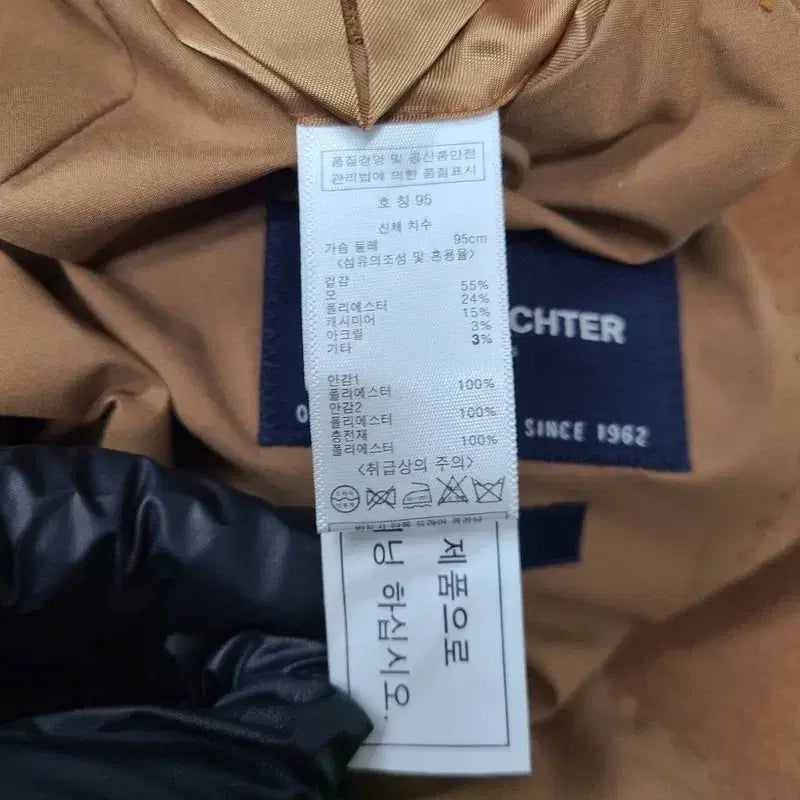 품질경영 및 공산품안전
관리법에 의한 품질표시
호 칭 95
신체 치수
가슴 둘레 95cm
<섬유의조성 및 혼용율>
겉감
모 55%
폴리에스터 24%
캐시미어 15%
아크릴 3%
기타 3%
안감1
폴리에스터 100%
안감2
폴리에스터 100%
충전재
폴리에스터 100%
<취급상의 주의>
제품으로
닝 하십시오.
CHTER
SINCE 1962